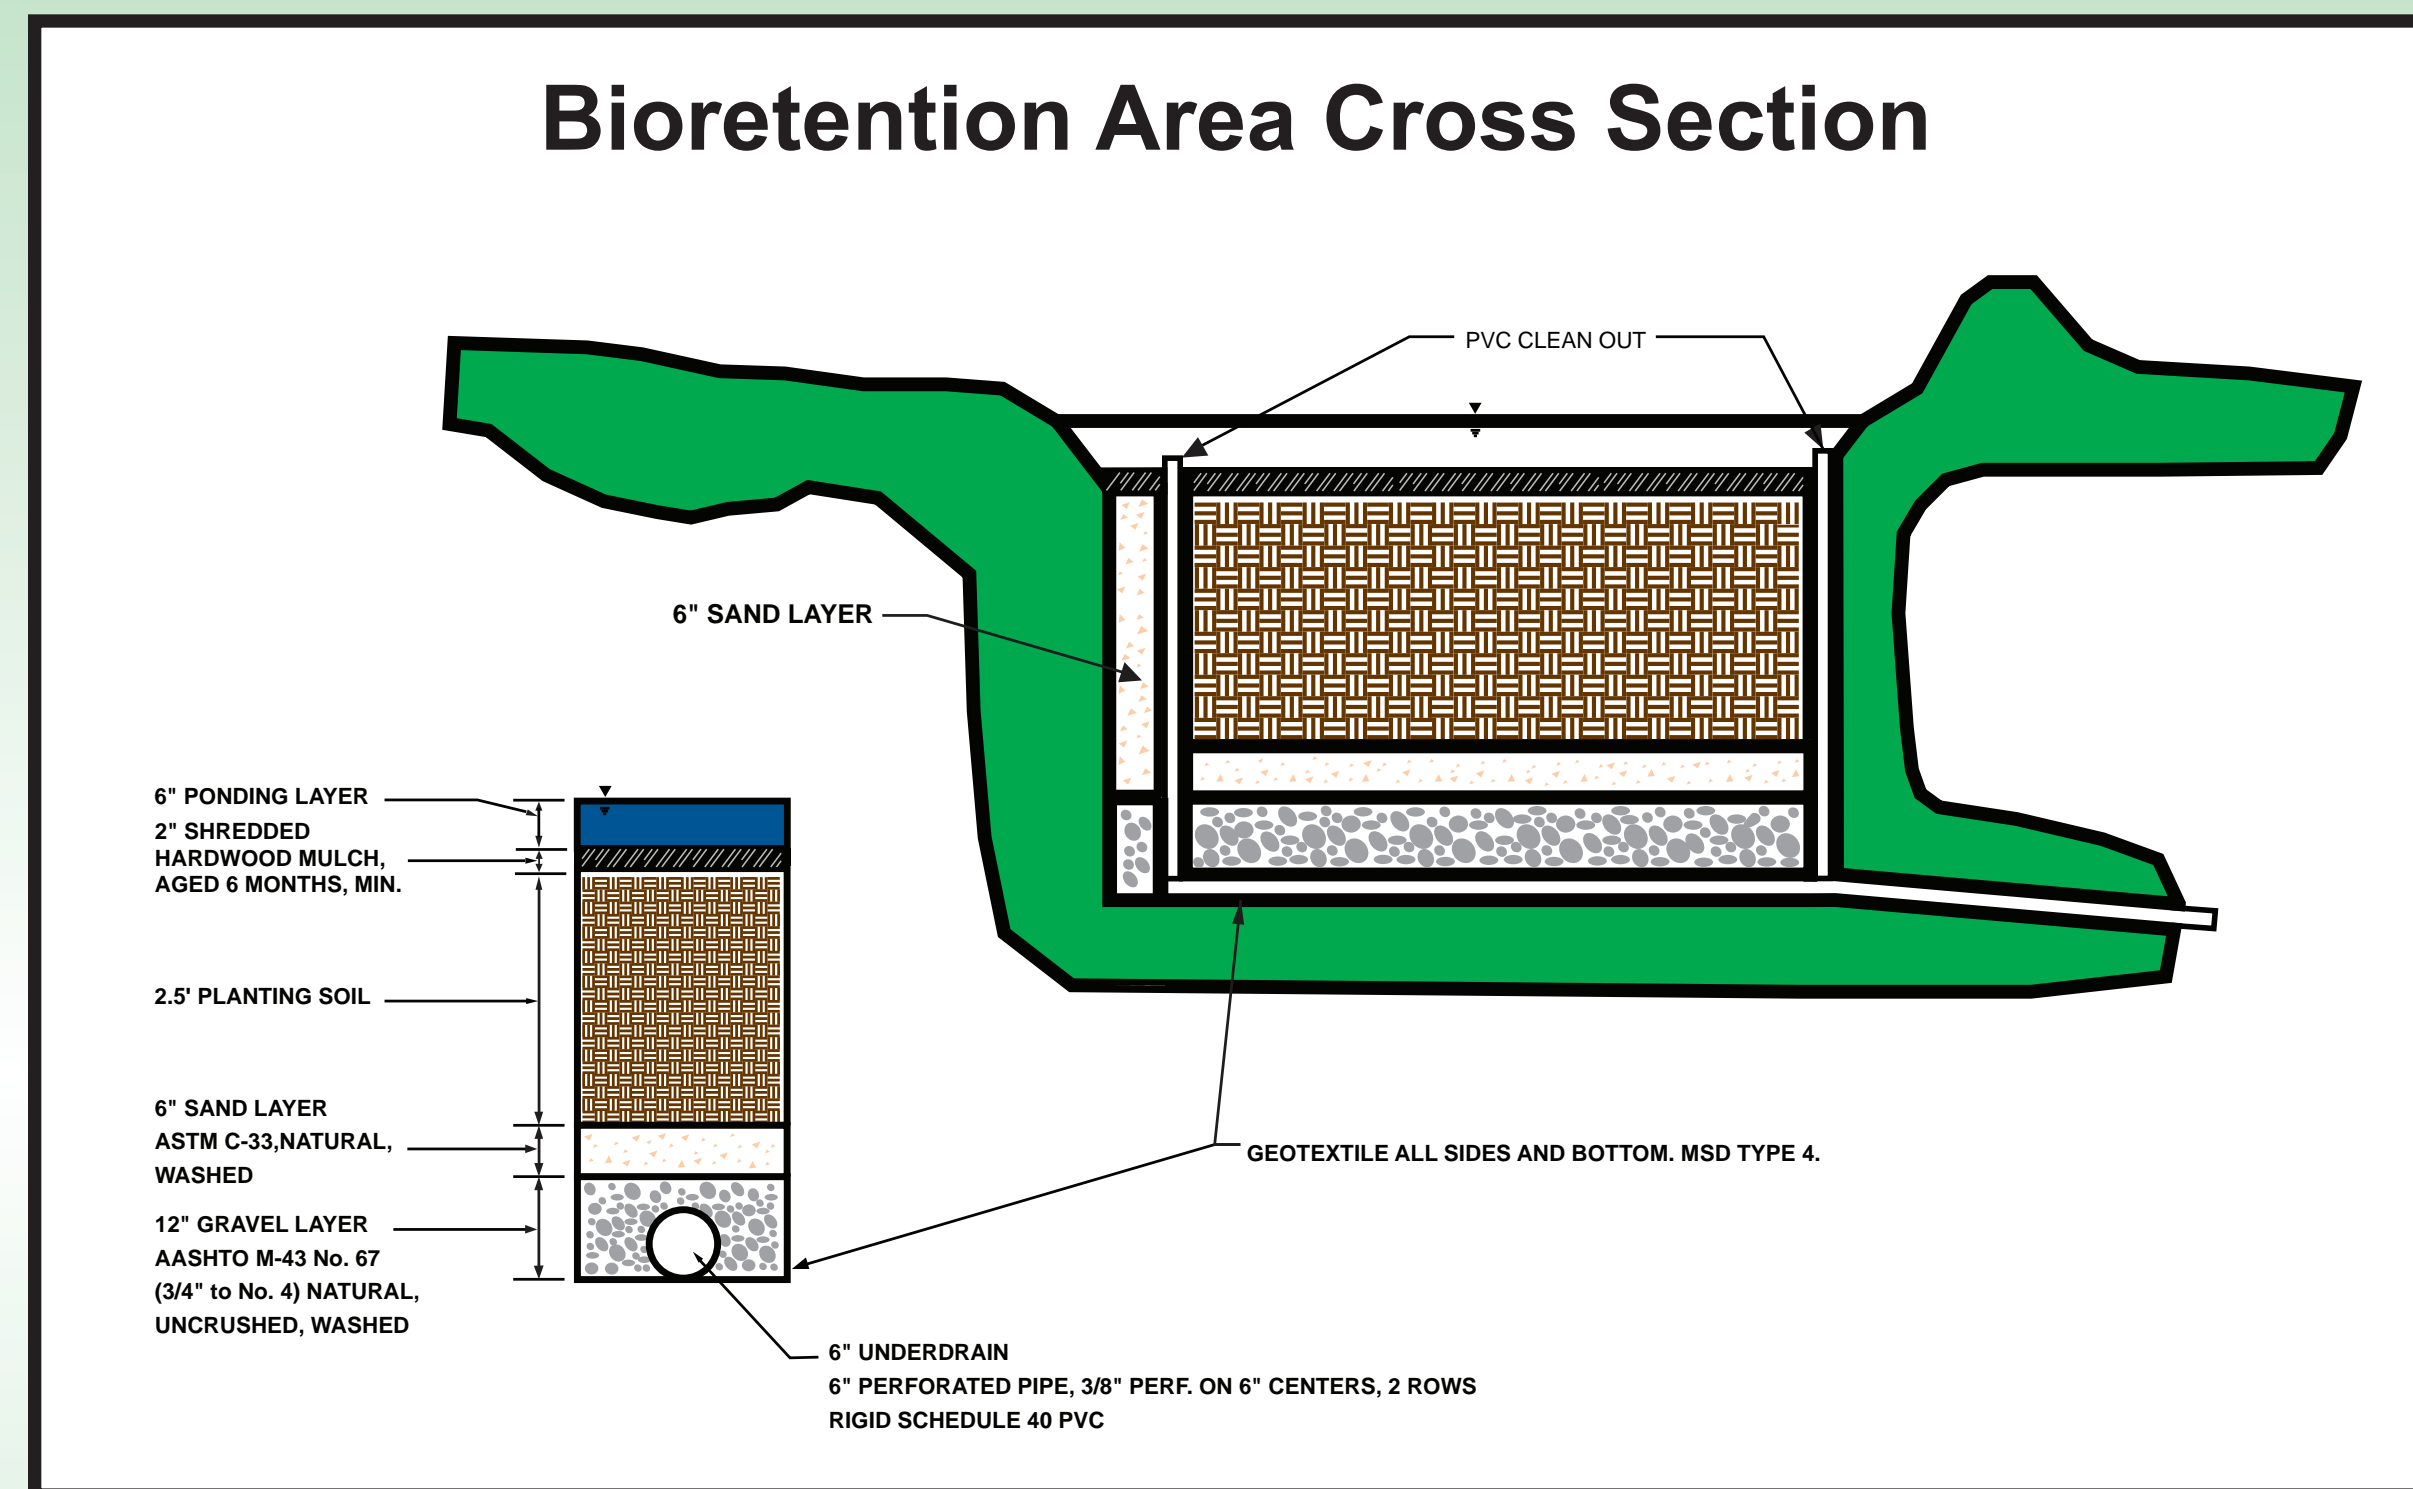 Bioretention Area Cross Section
PVC CLEAN OUT
6" SAND LAYER
6" PONDING LAYER
2" SHREDDED
HARDWOOD MULCH,
AGED 6 MONTHS, MIN.
2.5' PLANTING SOIL
6" SAND LAYER
ASTM C-33,NATURAL,
WASHED
12" GRAVEL LAYER
AASHTO M-43 No. 67
(3/4" to No. 4) NATURAL,
UNCRUSHED, WASHED
GEOTEXTILE ALL SIDES AND BOTTOM. MSD TYPE 4.
6" UNDERDRAIN
6" PERFORATED PIPE, 3/8" PERF. ON 6" CENTERS, 2 ROWS
RIGID SCHEDULE 40 PVC